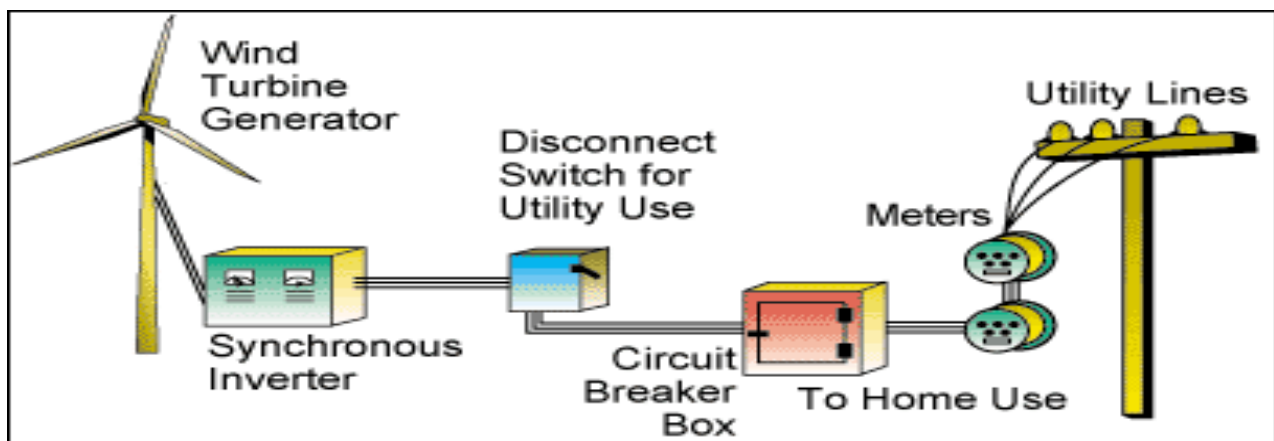 Wind
Turbine
Generator
Utility Lines
Disconnect
Switch for
Utility Use
Meters
Synchronous
Inverter
Circuit
Breaker
Box
To Home Use